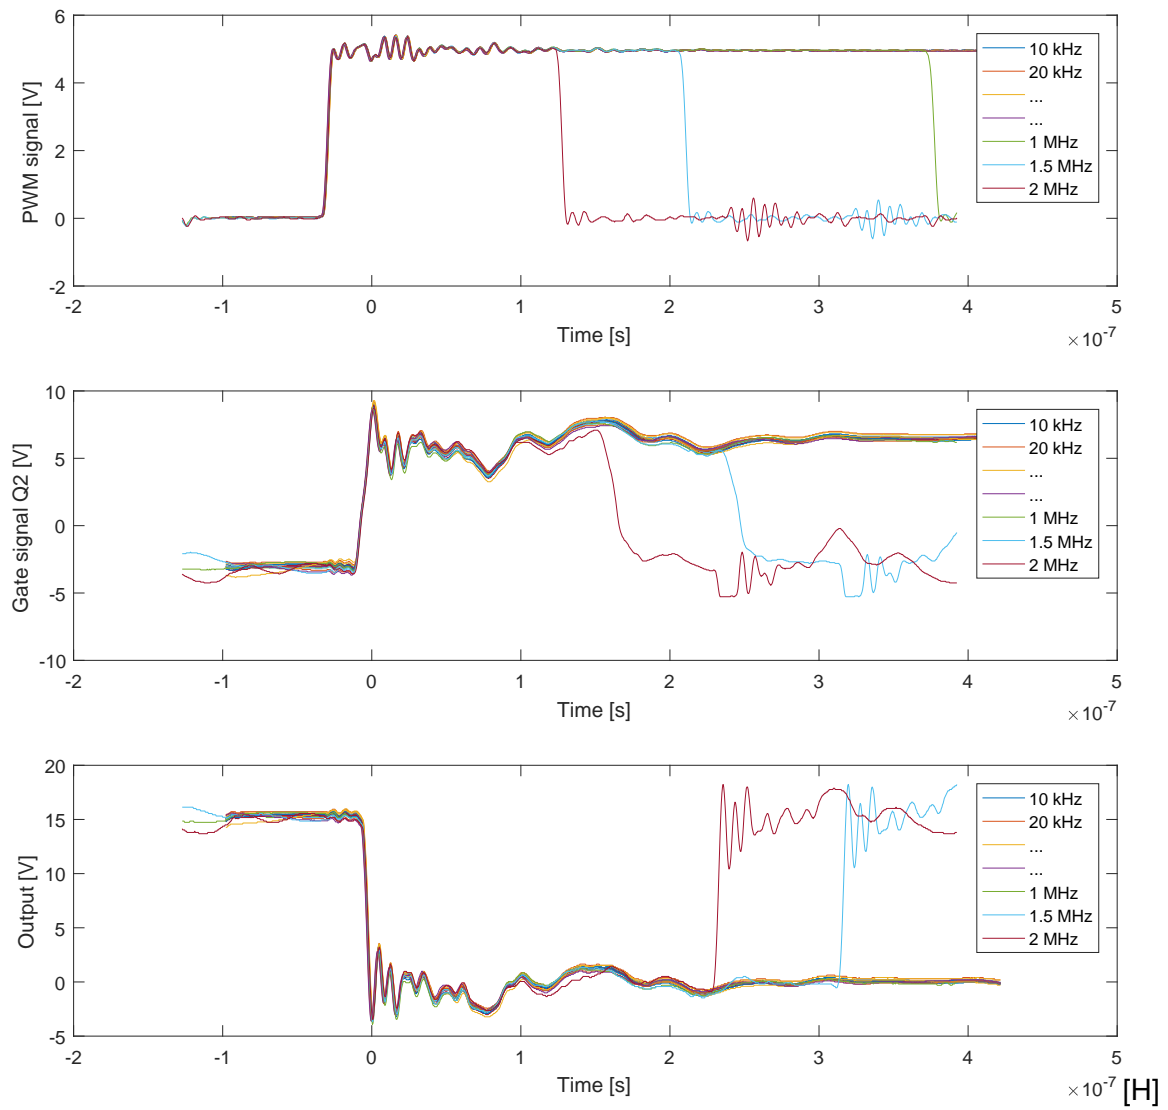 6
4
2
0
-2
PWM signal [V]
-2 -1 0 1 2 3 4 5
Time [s]
×10-7
10 kHz
20 kHz
...
...
1 MHz
1.5 MHz
2 MHz
10
5
0
-5
-10
Gate signal Q2 [V]
-2 -1 0 1 2 3 4 5
Time [s]
×10-7
10 kHz
20 kHz
...
...
1 MHz
1.5 MHz
2 MHz
20
15
10
5
0
-5
Output [V]
-2 -1 0 1 2 3 4 5
Time [s]
×10-7 [H]
10 kHz
20 kHz
...
...
1 MHz
1.5 MHz
2 MHz